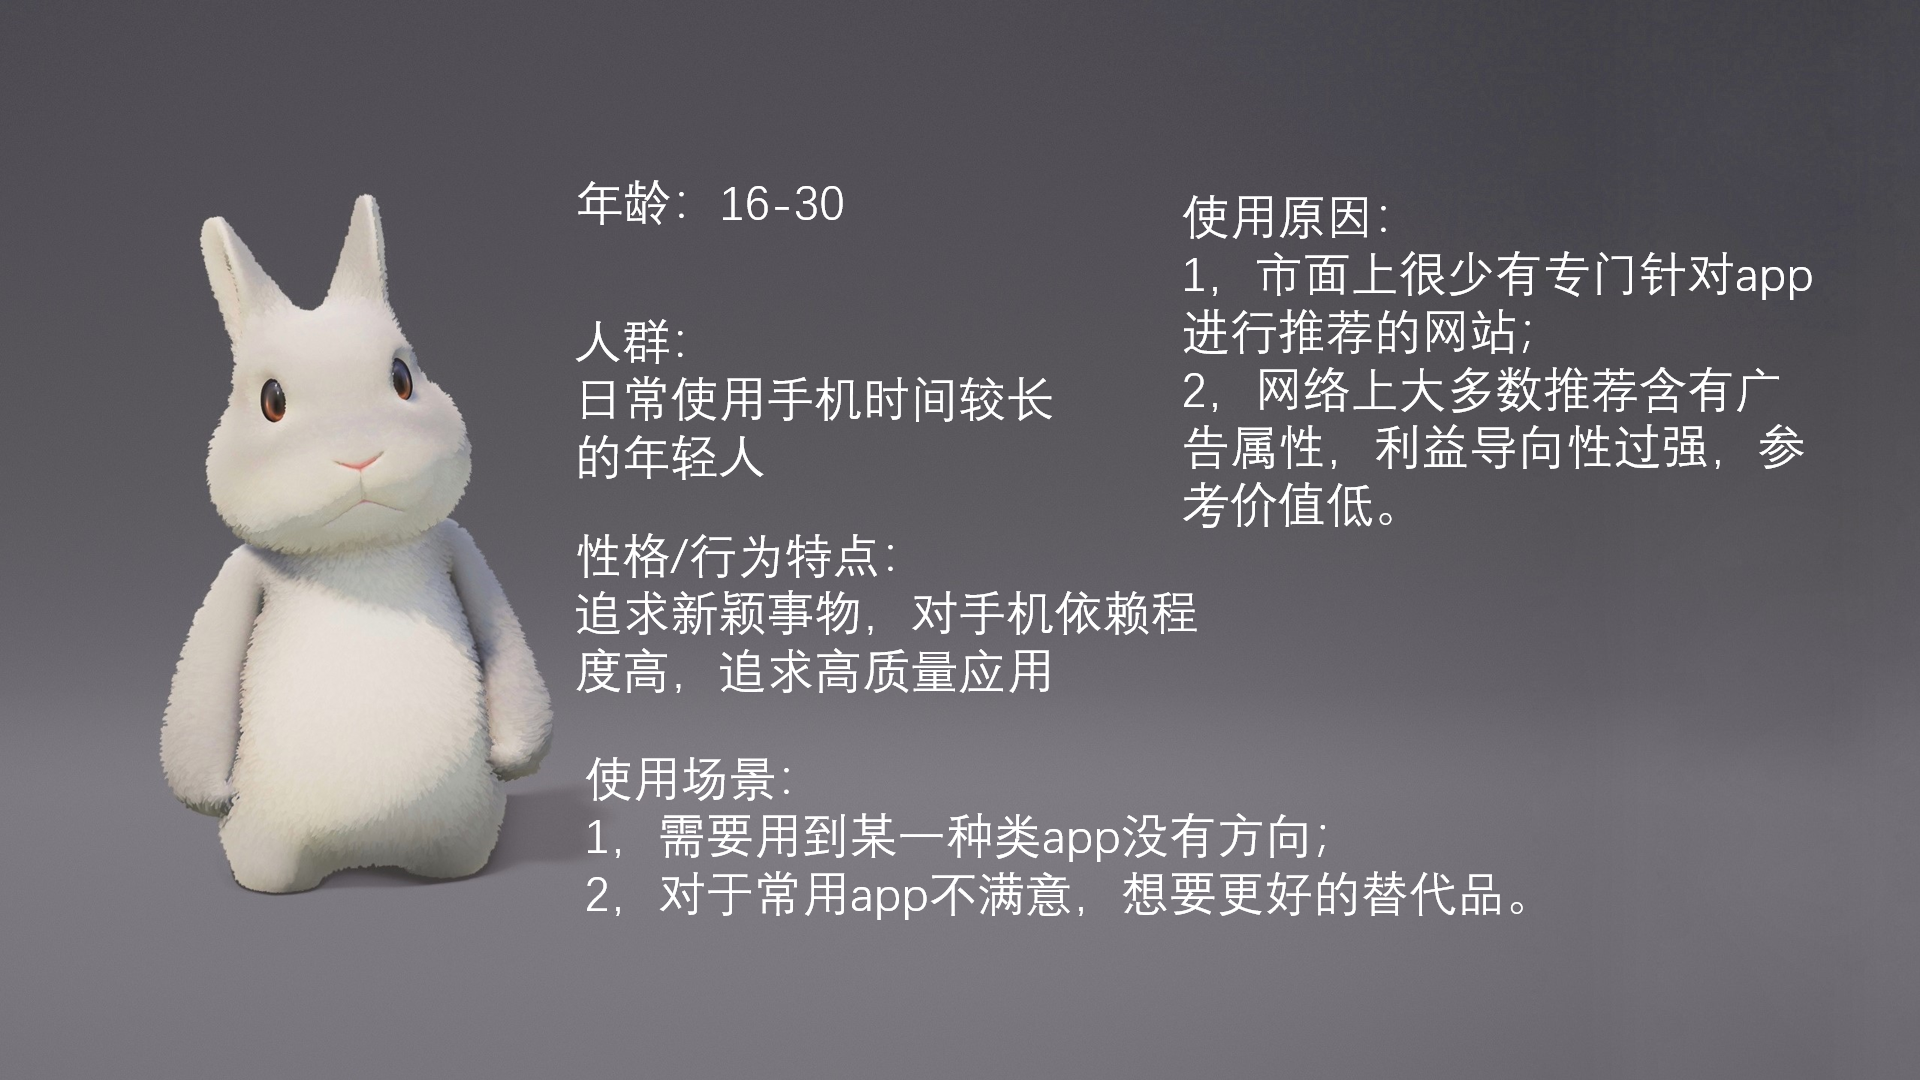 年龄：16-30
人群：
日常使用手机时间较长
的年轻人
性格/行为特点：
追求新颖事物，对手机依赖程
度高，追求高质量应用
使用场景：
1，需要用到某一种类app没有方向；
2，对于常用app不满意，想要更好的替代品。
使用原因：
1，市面上很少有专门针对app
进行推荐的网站；
2，网络上大多数推荐含有广
告属性，利益导向性过强，参
考价值低。